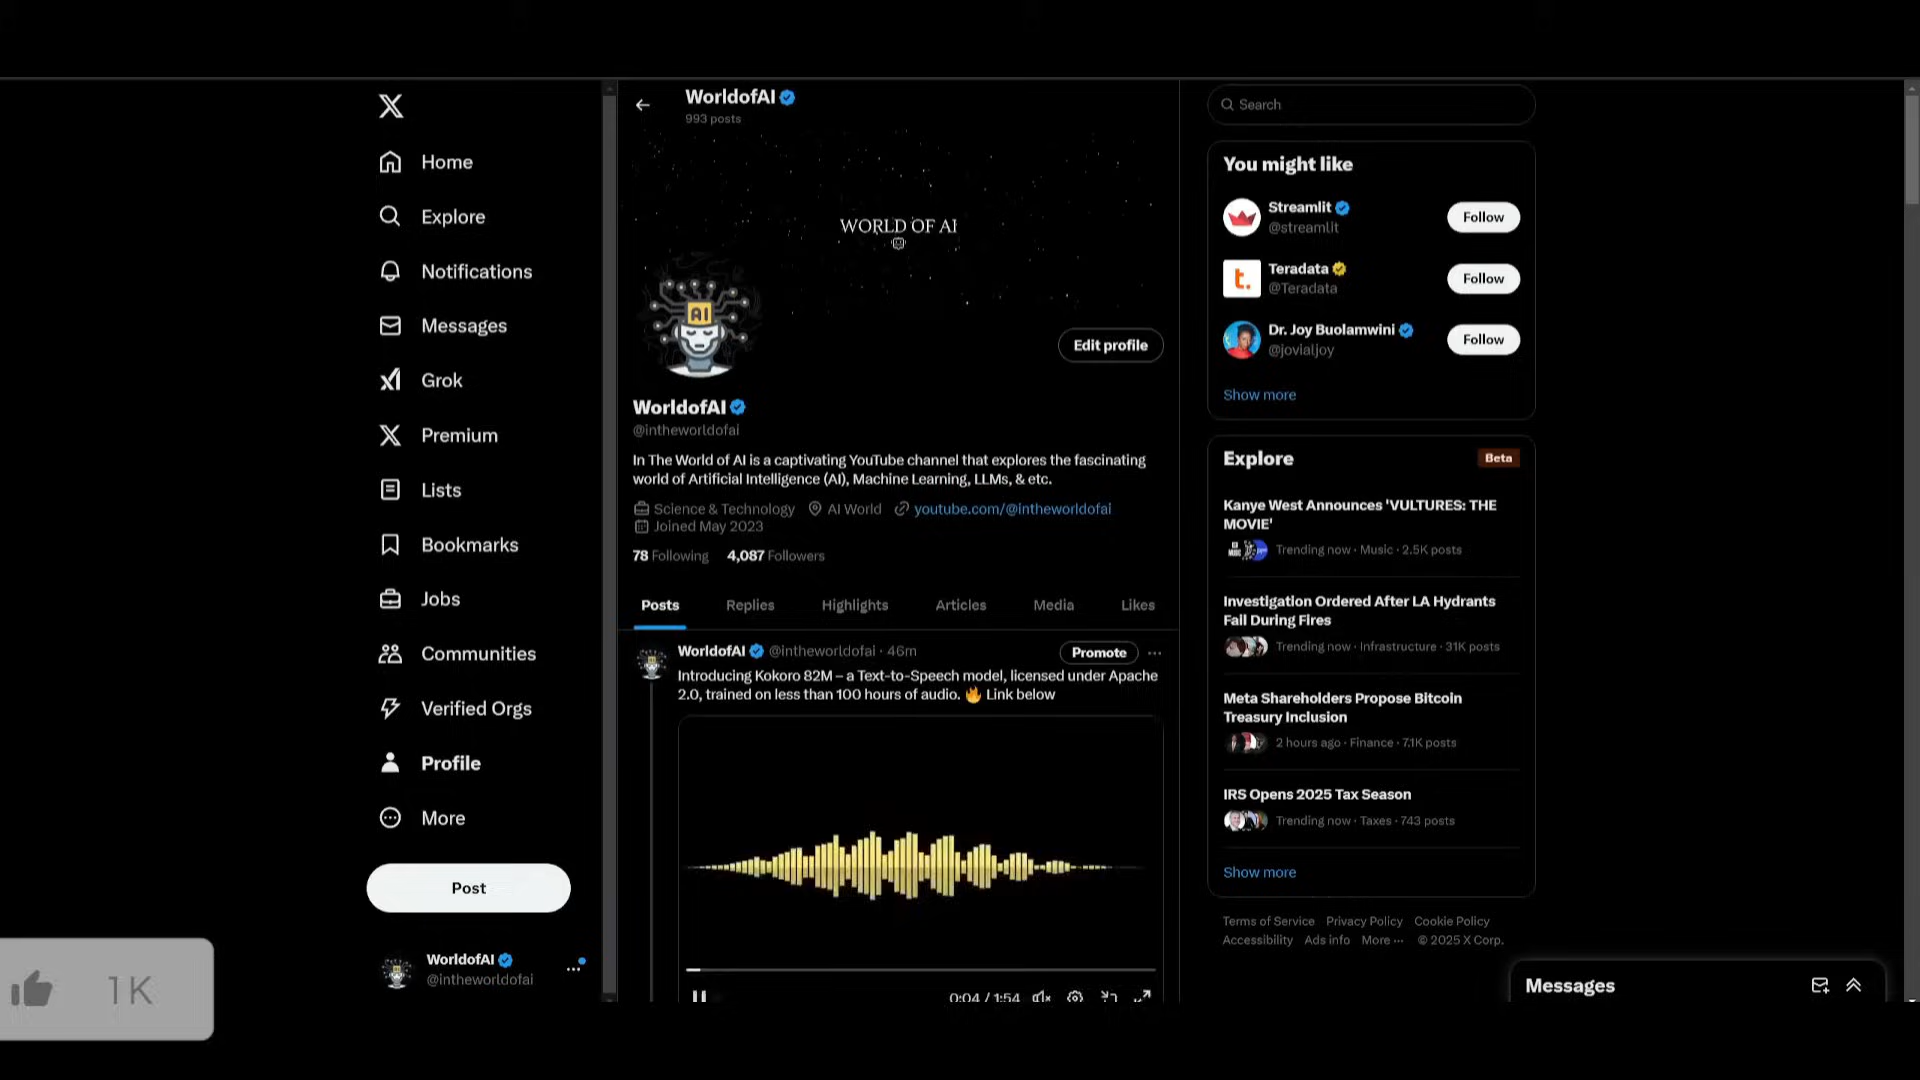 Home
Explore
Notifications
Messages
Grok
Premium
Lists
Bookmarks
Jobs
Communities
Verified Orgs
Profile
More
Post
WorldofAI
@intheworldofai
1K
WorldofAI
993 posts
WORLD OF AI
AI
Edit profile
WorldofAI
@intheworldofai
In The World of AI is a captivating YouTube channel that explores the fascinating
world of Artificial Intelligence (AI), Machine Learning, LLMs, & etc.
Science & Technology AI World youtube.com/@intheworldofai
Joined May 2023
78 Following 4,087 Followers
Posts Replies Highlights Articles Media Likes
WorldofAI @intheworldofai · 46m Promote
Introducing Kokoro 82M – a Text-to-Speech model, licensed under Apache
2.0, trained on less than 100 hours of audio. 🔥 Link below
0:04 / 1:54
Search
You might like
Streamlit
@streamlit
Follow
t.
Teradata
@Teradata
Follow
Dr. Joy Buolamwini
@jovialjoy
Follow
Show more
Explore Beta
Kanye West Announces 'VULTURES: THE
MOVIE'
Trending now · Music · 2.5K posts
Investigation Ordered After LA Hydrants
Fail During Fires
Trending now · Infrastructure · 31K posts
Meta Shareholders Propose Bitcoin
Treasury Inclusion
2 hours ago · Finance · 7.1K posts
IRS Opens 2025 Tax Season
Trending now · Taxes · 743 posts
Show more
Terms of Service Privacy Policy Cookie Policy
Accessibility Ads info More ··· © 2025 X Corp.
Messages